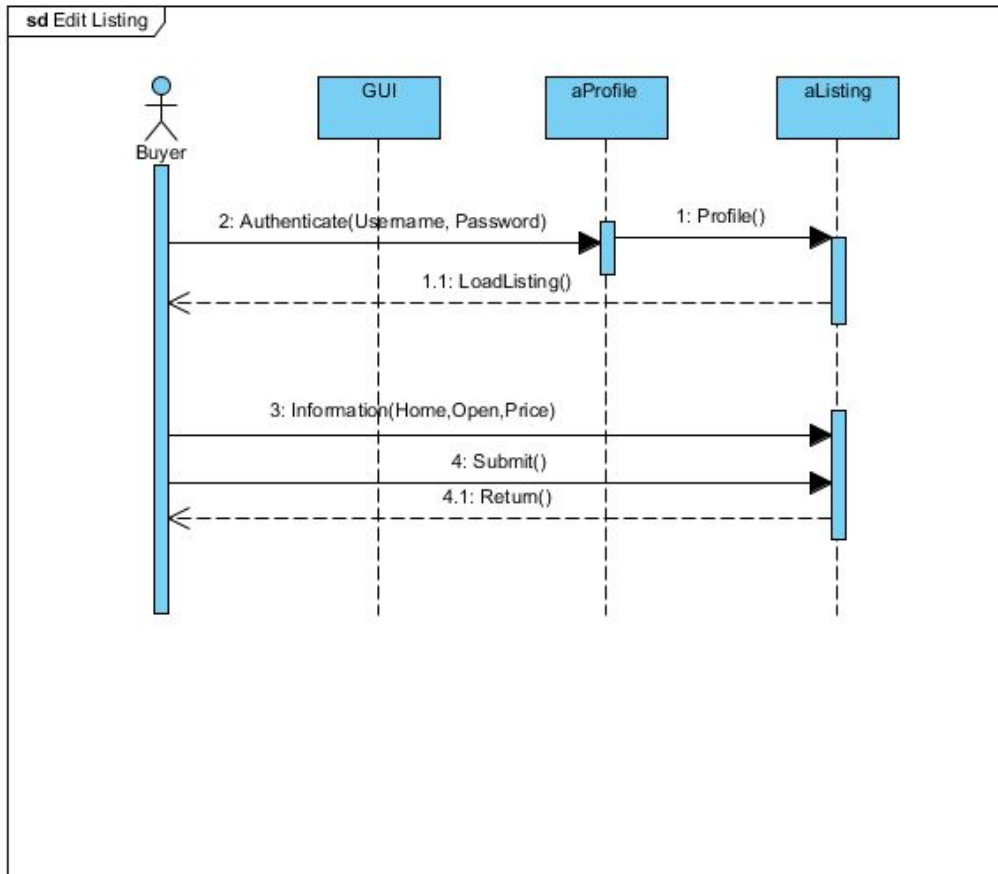 sd Edit Listing
GUI
aProfile
aListing
Buyer
2: Authenticate(Username, Password)
1: Profile()
1.1: LoadListing()
3: Information(Home,Open,Price)
4: Submit()
4.1: Return()